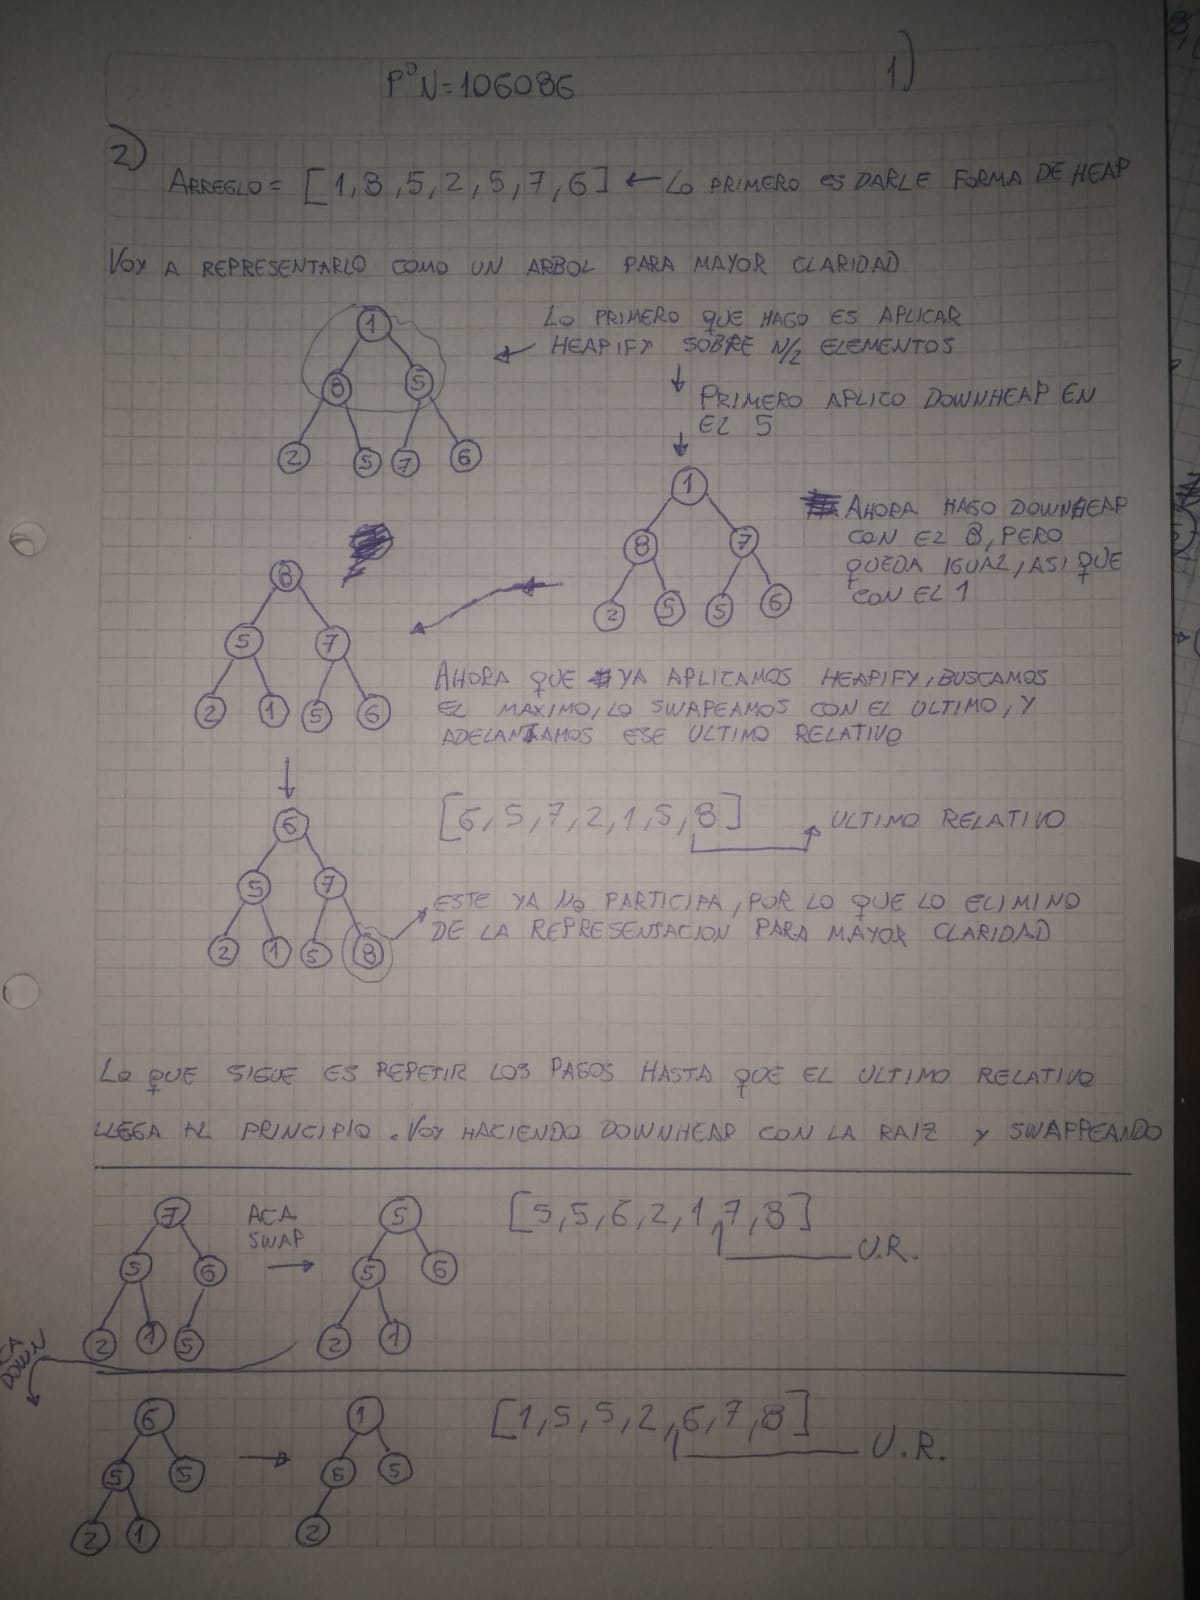 P°N=106086
1)
2)
ARREGLO = [1,8,5,2,5,7,6] ← LO PRIMERO ES DARLE FORMA DE HEAP
VOY A REPRESENTARLO COMO UN ARBOL PARA MAYOR CLARIDAD
1
8 5
2 5 7 6
LO PRIMERO QUE HAGO ES APLICAR
← HEAPIFY SOBRE N/2 ELEMENTOS
PRIMERO APLICO DOWNHEAP EN
EL 5
1
8 7
2 5 5 6
AHORA HAGO DOWNHEAP
CON EL 8, PERO
QUEDA IGUAL, ASI QUE
CON EL 1
8
5 7
2 1 5 6
AHORA QUE YA APLICAMOS HEAPIFY, BUSCAMOS
EL MAXIMO, LO SWAPEAMOS CON EL ULTIMO, Y
ADELANTAMOS ESE ULTIMO RELATIVO
6
5 7
2 1 5 8
[6,5,7,2,1,5,8] ULTIMO RELATIVO
ESTE YA NO PARTICIPA, POR LO QUE LO ELIMINO
DE LA REPRESENTACION PARA MAYOR CLARIDAD
LO QUE SIGUE ES REPETIR LOS PASOS HASTA QUE EL ULTIMO RELATIVO
LLEGA AL PRINCIPIO. VOY HACIENDO DOWNHEAP CON LA RAIZ Y SWAPPEANDO
7
5 6
2 1 5
ACA
SWAP
→
5
5 6
2 1
[5,5,6,2,1,7,8]
U.R.
ACA
DOWN
6
5 5
2 1
→
1
5 5
2
[1,5,5,2,6,7,8]
U.R.